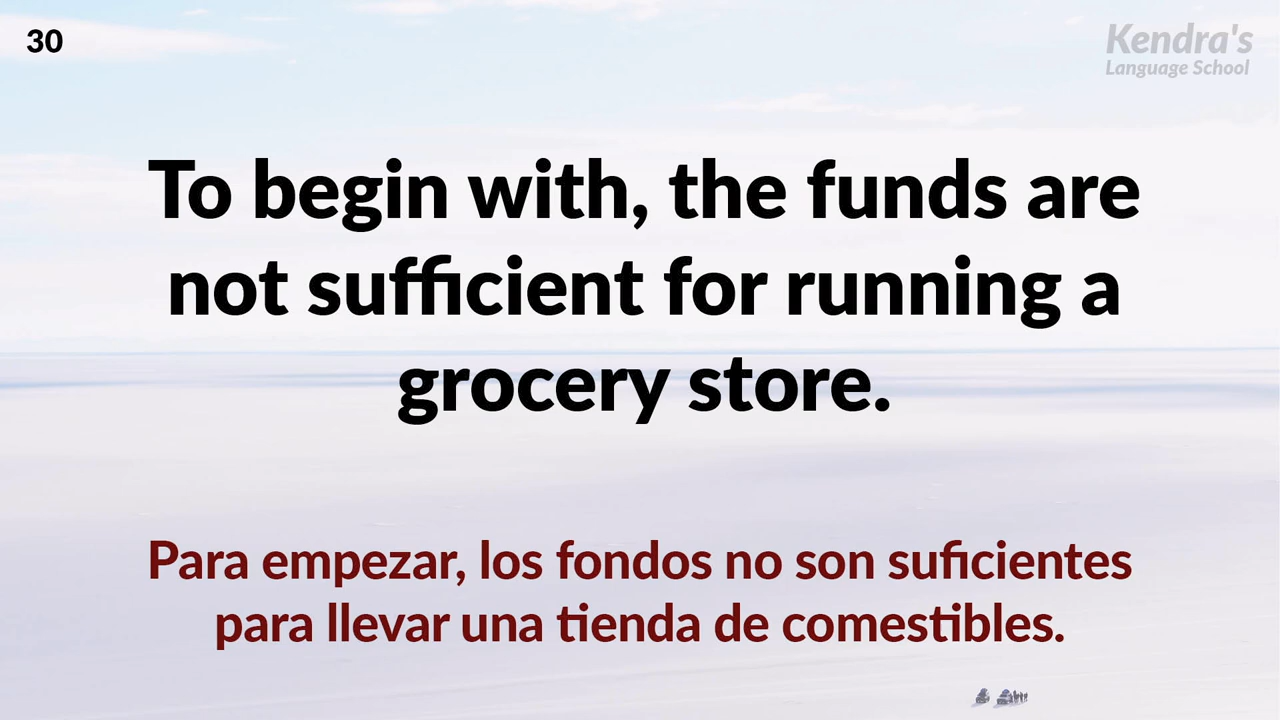 30
Kendra's
Language School
To begin with, the funds are
not sufficient for running a
grocery store.
Para empezar, los fondos no son suficientes
para llevar una tienda de comestibles.